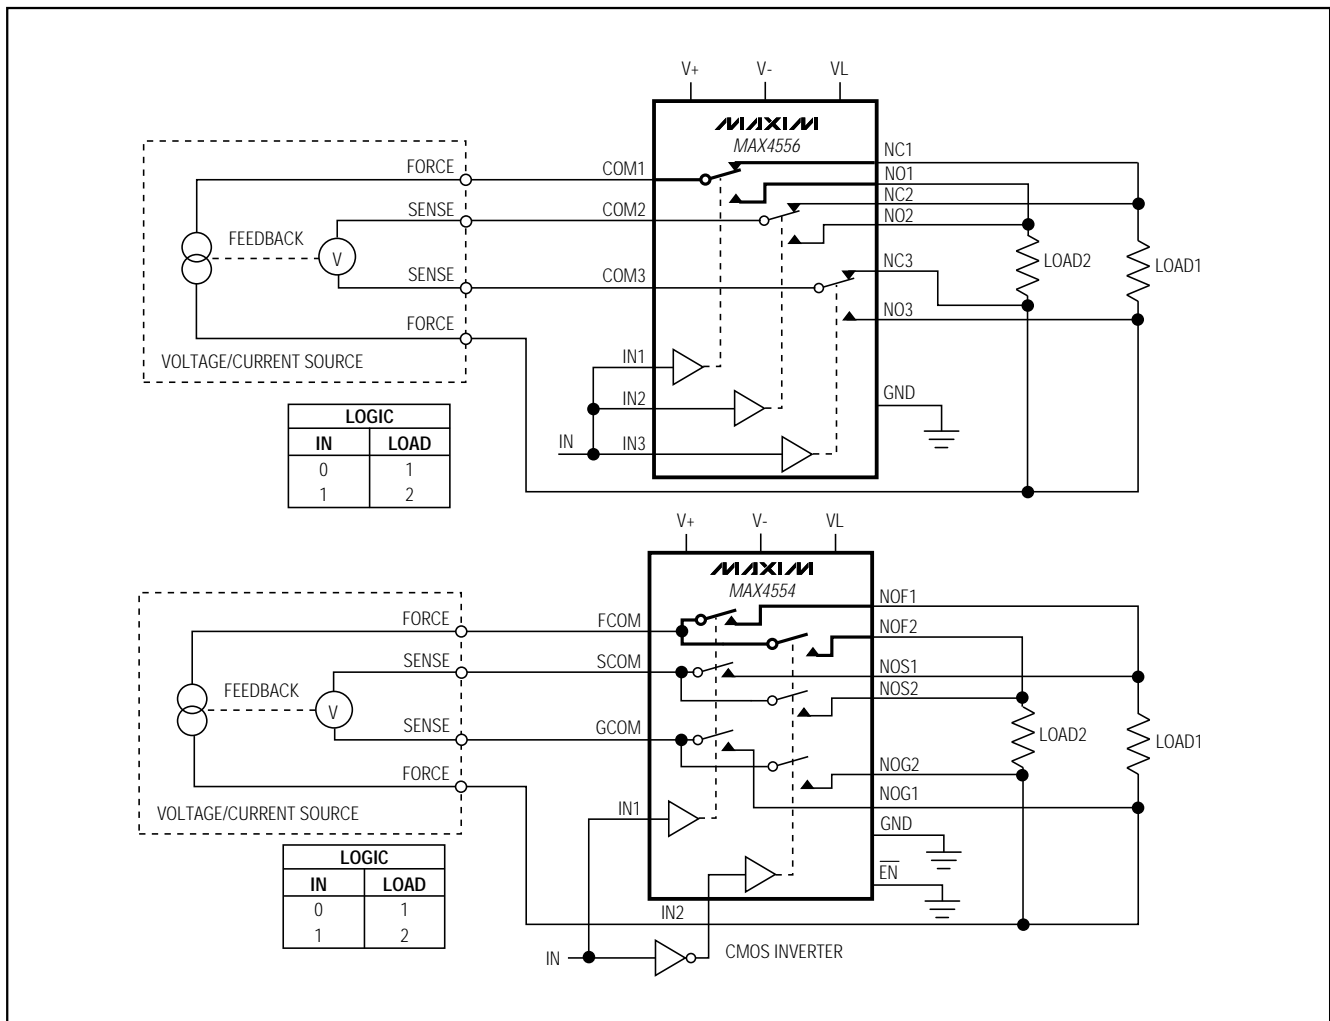 V+ V- VL
MAXIM
MAX4556
FORCE
COM1
NC1
NO1
NC2
SENSE
COM2
NO2
FEEDBACK
V
LOAD2
LOAD1
NC3
SENSE
COM3
NO3
FORCE
VOLTAGE/CURRENT SOURCE
IN1
IN2
GND
IN
IN3
LOGIC
IN LOAD
0 1
1 2
V+ V- VL
MAXIM
MAX4554
FORCE
FCOM
NOF1
NOF2
SENSE
SCOM
NOS1
NOS2
FEEDBACK
V
LOAD2
LOAD1
SENSE
GCOM
NOG2
FORCE
NOG1
VOLTAGE/CURRENT SOURCE
IN1
GND
EN
LOGIC
IN LOAD
0 1
1 2
IN2
IN
CMOS INVERTER